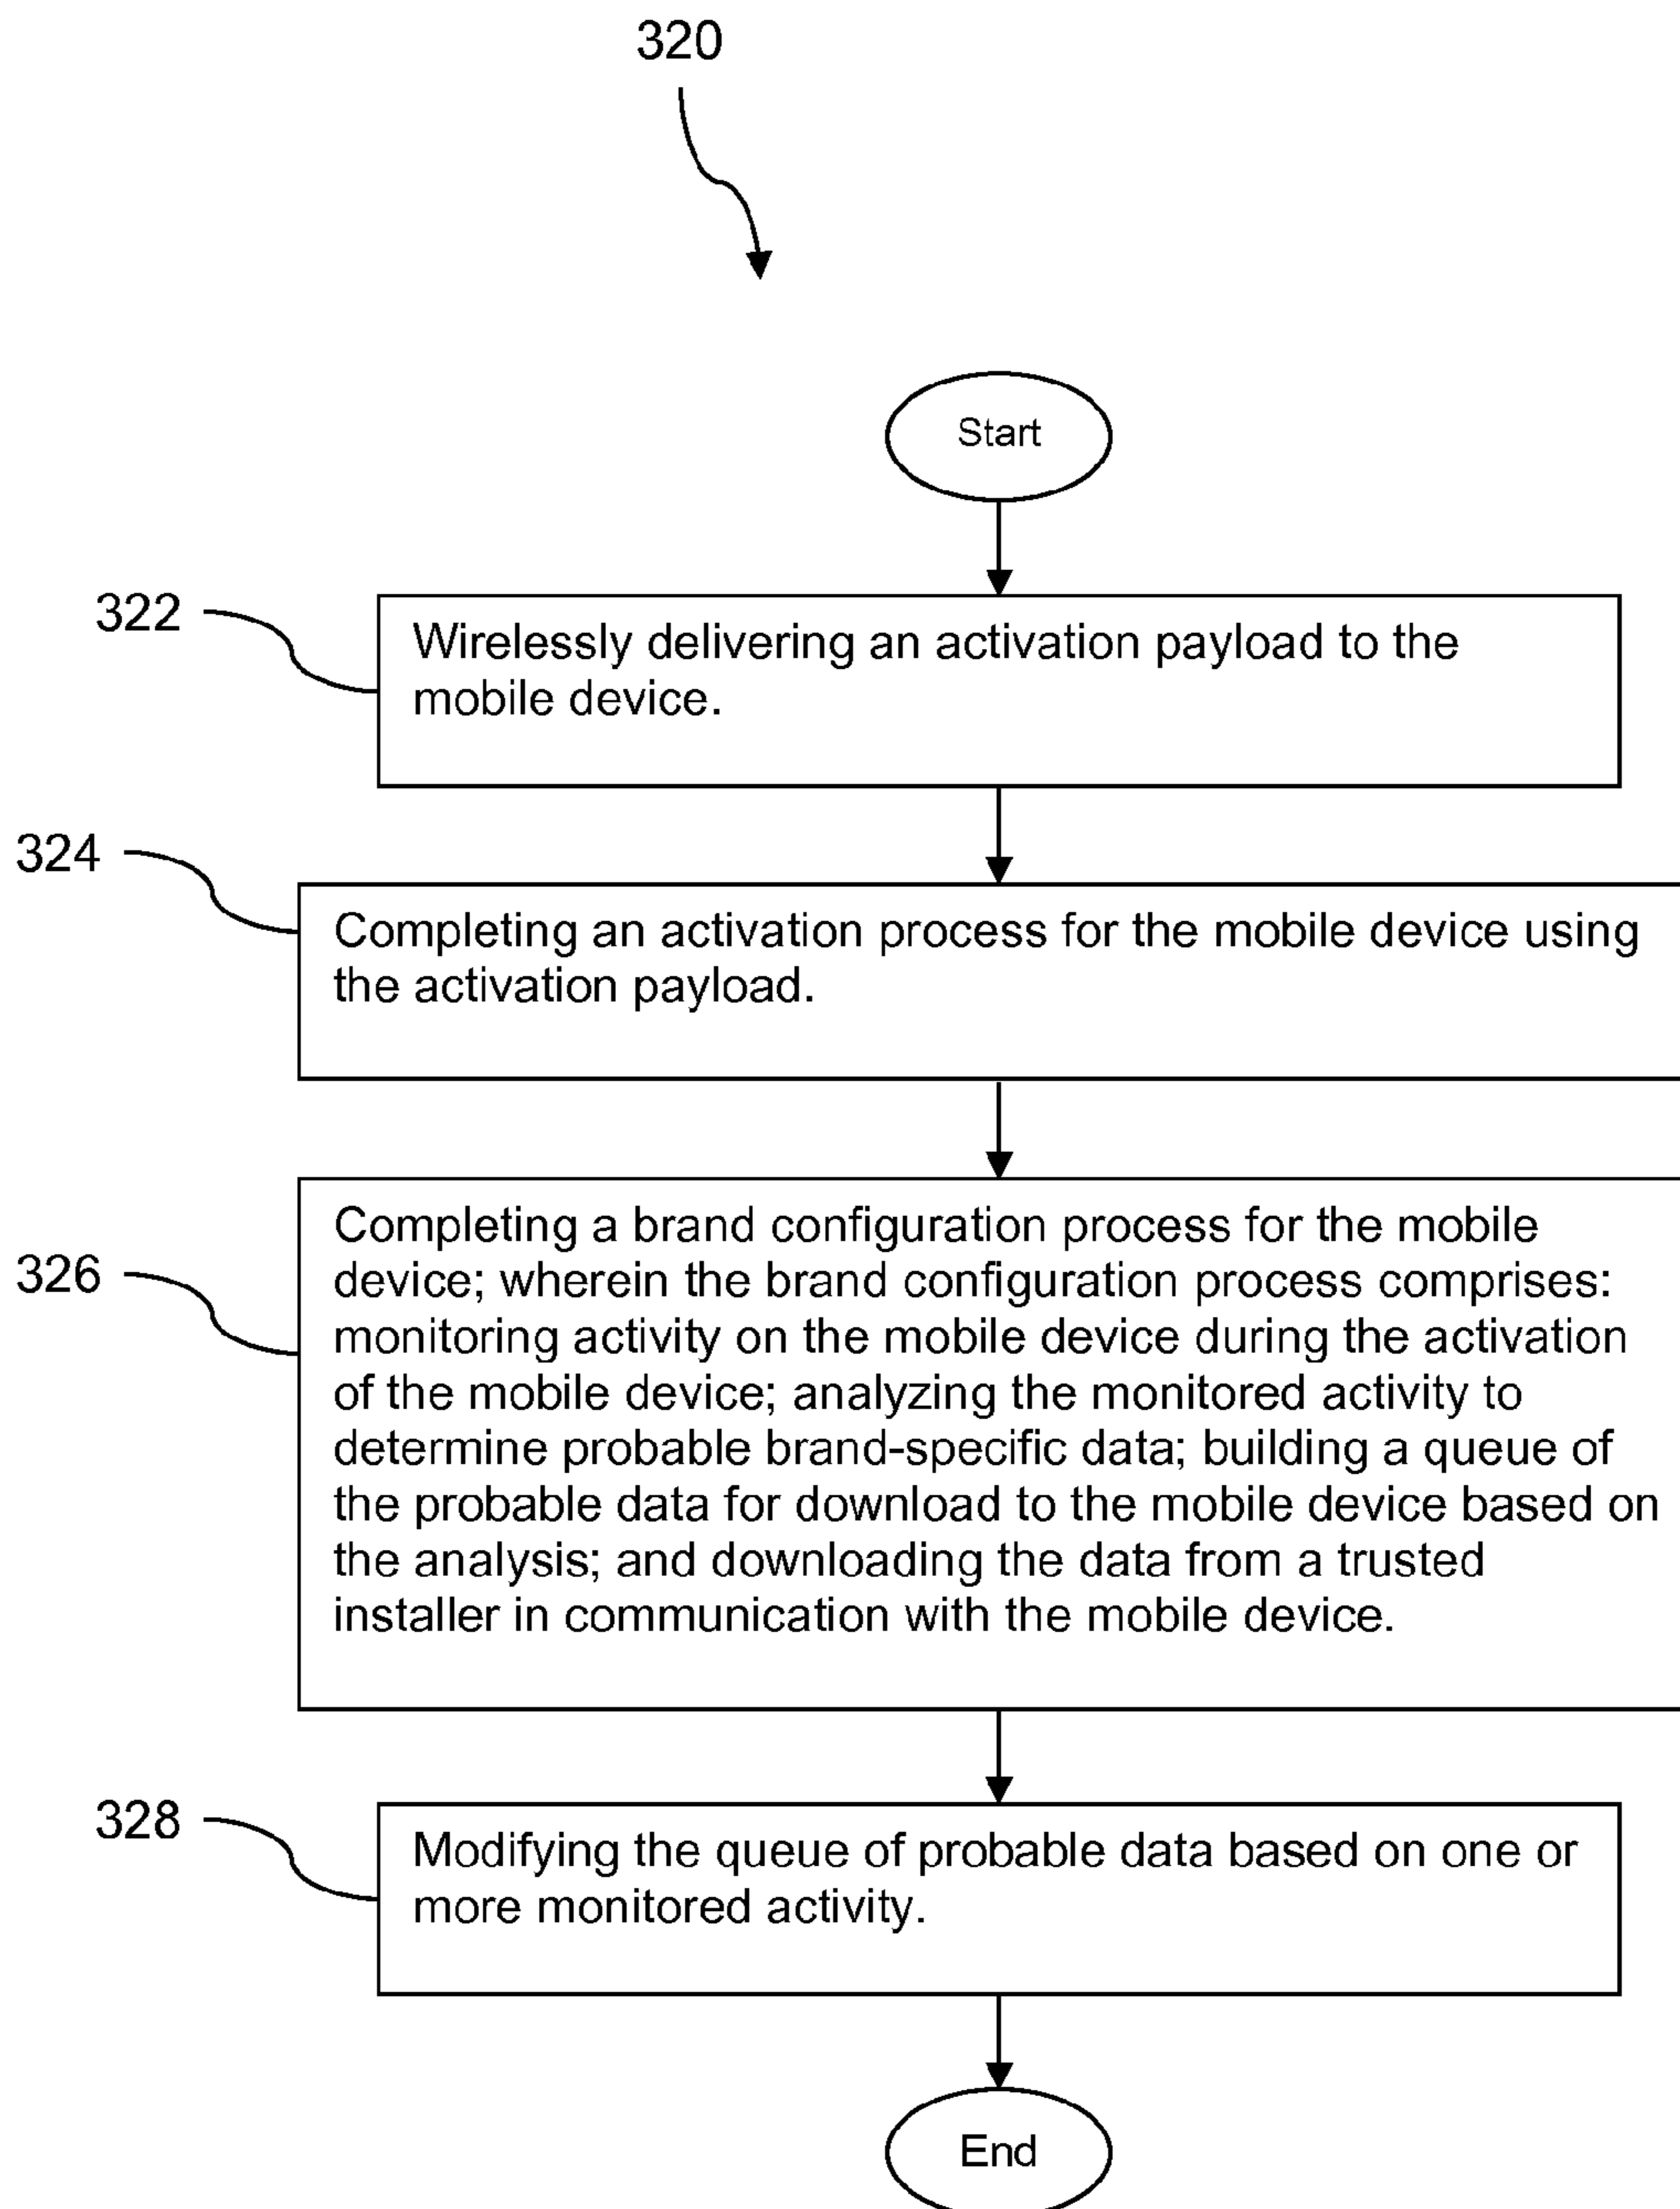 320
Start
322
Wirelessly delivering an activation payload to the
mobile device.
324
Completing an activation process for the mobile device using
the activation payload.
326
Completing a brand configuration process for the mobile
device; wherein the brand configuration process comprises:
monitoring activity on the mobile device during the activation
of the mobile device; analyzing the monitored activity to
determine probable brand-specific data; building a queue of
the probable data for download to the mobile device based on
the analysis; and downloading the data from a trusted
installer in communication with the mobile device.
328
Modifying the queue of probable data based on one or
more monitored activity.
End